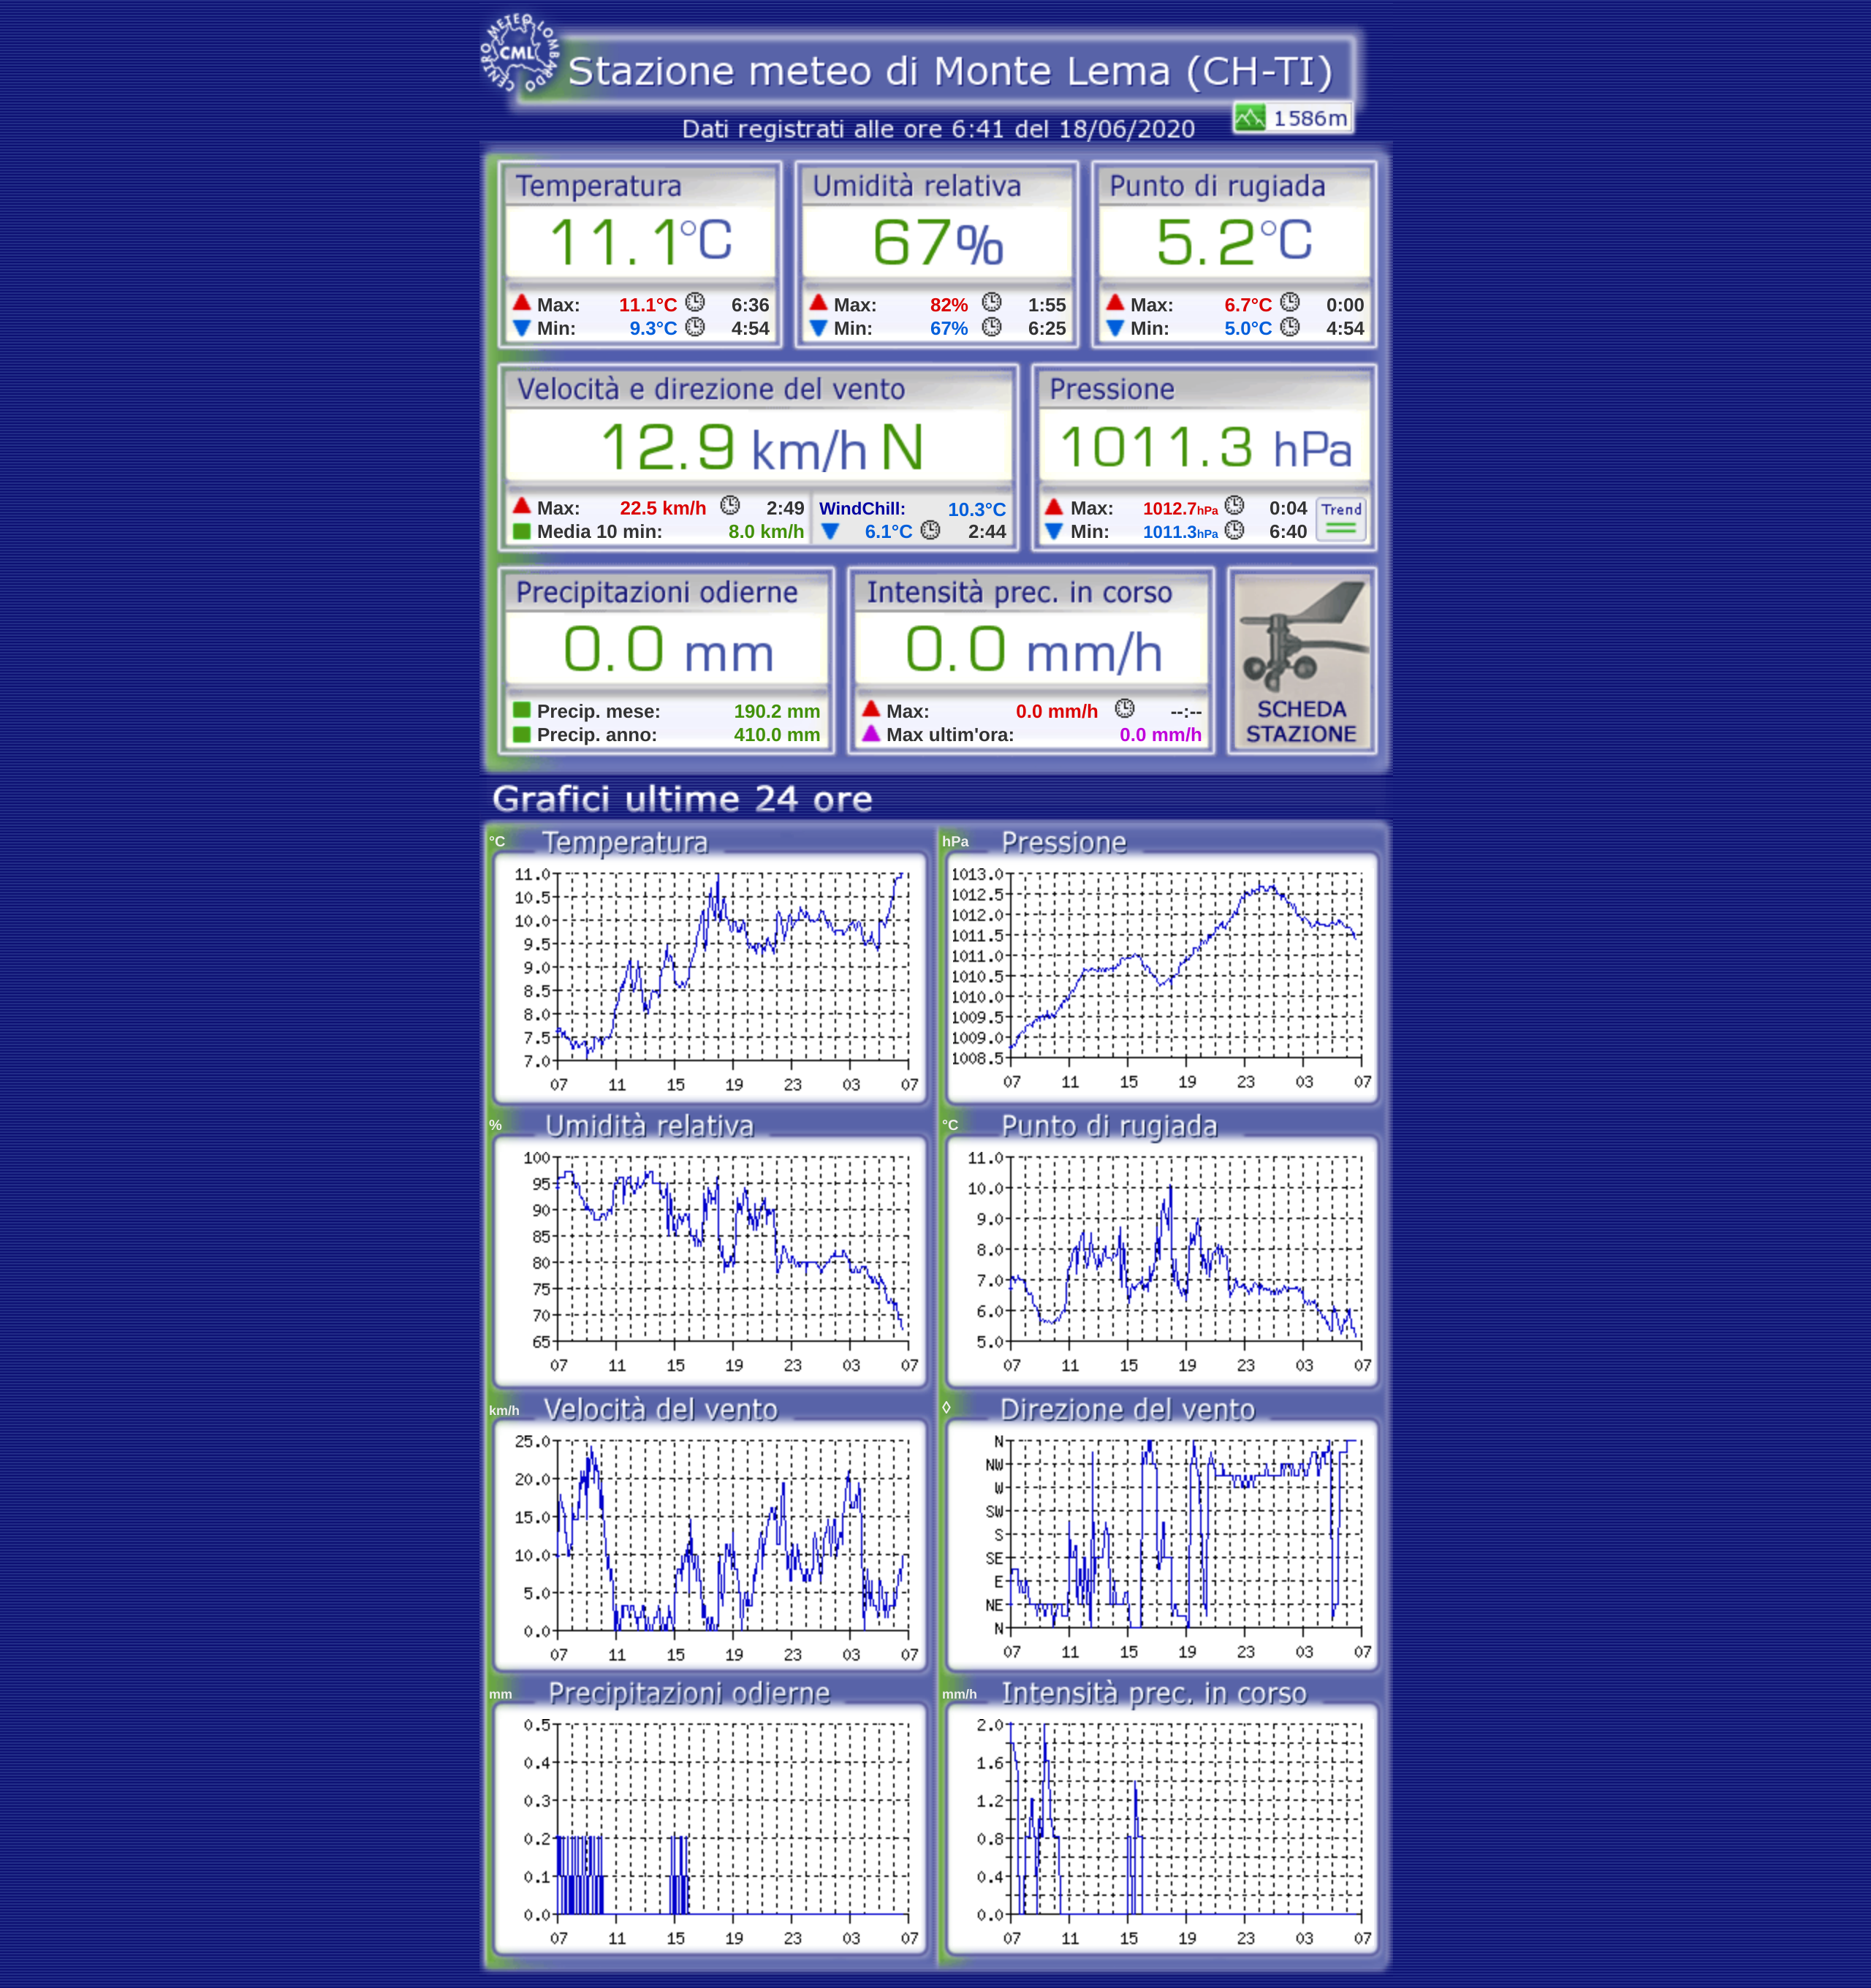 CENTRO METEO LOMBARDO
CML
Stazione meteo di Monte Lema (CH-TI)
1586m
Dati registrati alle ore 6:41 del 18/06/2020
Temperatura
11.1°C
Max: 11.1°C 6:36
Min: 9.3°C 4:54
Umidità relativa
67%
Max: 82% 1:55
Min: 67% 6:25
Punto di rugiada
5.2°C
Max: 6.7°C 0:00
Min: 5.0°C 4:54
Velocità e direzione del vento
12.9 km/h N
Max: 22.5 km/h 2:49
Media 10 min: 8.0 km/h
WindChill: 10.3°C
6.1°C 2:44
Pressione
1011.3 hPa
Max: 1012.7hPa 0:04
Min: 1011.3hPa 6:40
Trend
Precipitazioni odierne
0.0 mm
Precip. mese: 190.2 mm
Precip. anno: 410.0 mm
Intensità prec. in corso
0.0 mm/h
Max: 0.0 mm/h --:--
Max ultim'ora: 0.0 mm/h
SCHEDA
STAZIONE
Grafici ultime 24 ore
°C Temperatura
11.0
10.5
10.0
9.5
9.0
8.5
8.0
7.5
7.0
07 11 15 19 23 03 07
hPa Pressione
1013.0
1012.5
1012.0
1011.5
1011.0
1010.5
1010.0
1009.5
1009.0
1008.5
07 11 15 19 23 03 07
% Umidità relativa
100
95
90
85
80
75
70
65
07 11 15 19 23 03 07
°C Punto di rugiada
11.0
10.0
9.0
8.0
7.0
6.0
5.0
07 11 15 19 23 03 07
km/h Velocità del vento
25.0
20.0
15.0
10.0
5.0
0.0
07 11 15 19 23 03 07
◊ Direzione del vento
N
NW
W
SW
S
SE
E
NE
N
07 11 15 19 23 03 07
mm Precipitazioni odierne
0.5
0.4
0.3
0.2
0.1
0.0
07 11 15 19 23 03 07
mm/h Intensità prec. in corso
2.0
1.6
1.2
0.8
0.4
0.0
07 11 15 19 23 03 07